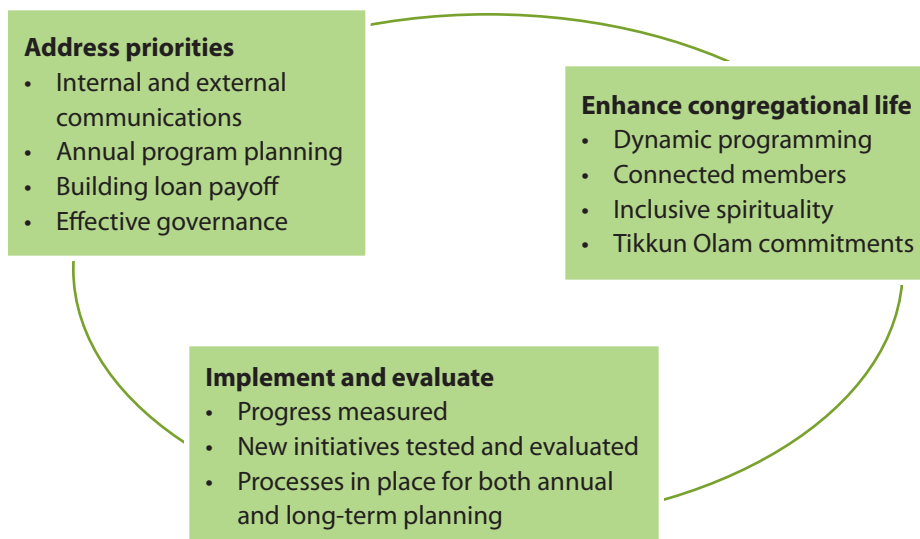 Address priorities
• Internal and external
communications
• Annual program planning
• Building loan payoff
• Effective governance
Enhance congregational life
• Dynamic programming
• Connected members
• Inclusive spirituality
• Tikkun Olam commitments
Implement and evaluate
• Progress measured
• New initiatives tested and evaluated
• Processes in place for both annual
and long-term planning